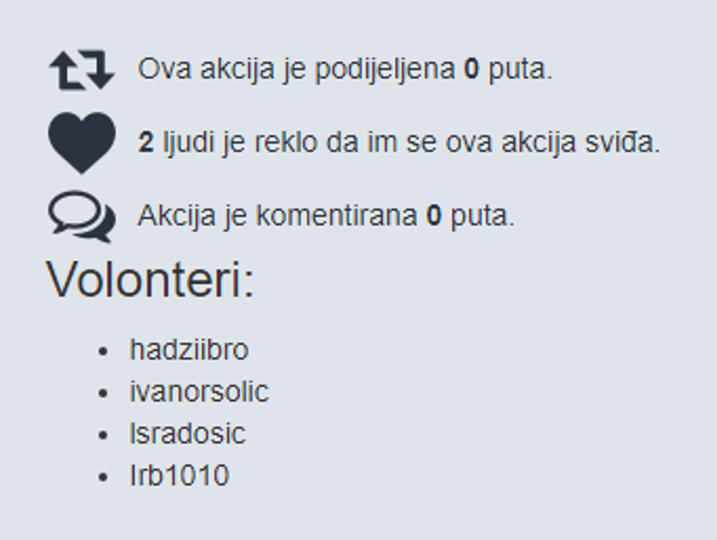 Ova akcija je podijeljena 0 puta.
2 ljudi je reklo da im se ova akcija sviđa.
Akcija je komentirana 0 puta.
Volonteri:
hadziibro
ivanorsolic
lsradosic
Irb1010